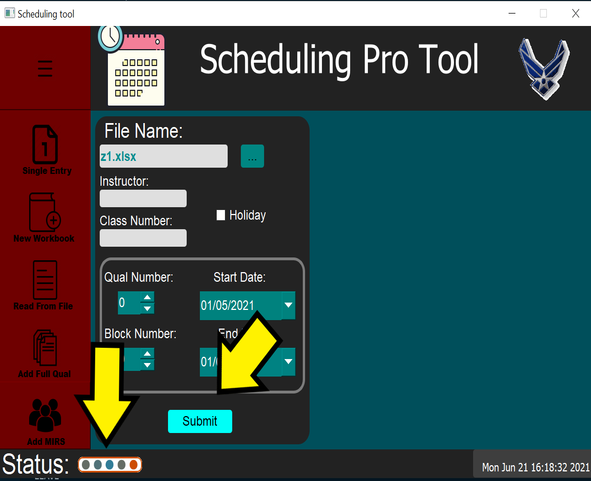 Scheduling tool
Scheduling Pro Tool
File Name:
z1.xlsx
...
Instructor:
Class Number:
Holiday
Qual Number:
Start Date:
0
01/05/2021
Block Number:
End
01/0
Submit
1
Single Entry
New Workbook
Read From File
Add Full Qual
Add MIRS
Status:
Mon Jun 21 16:18:32 2021